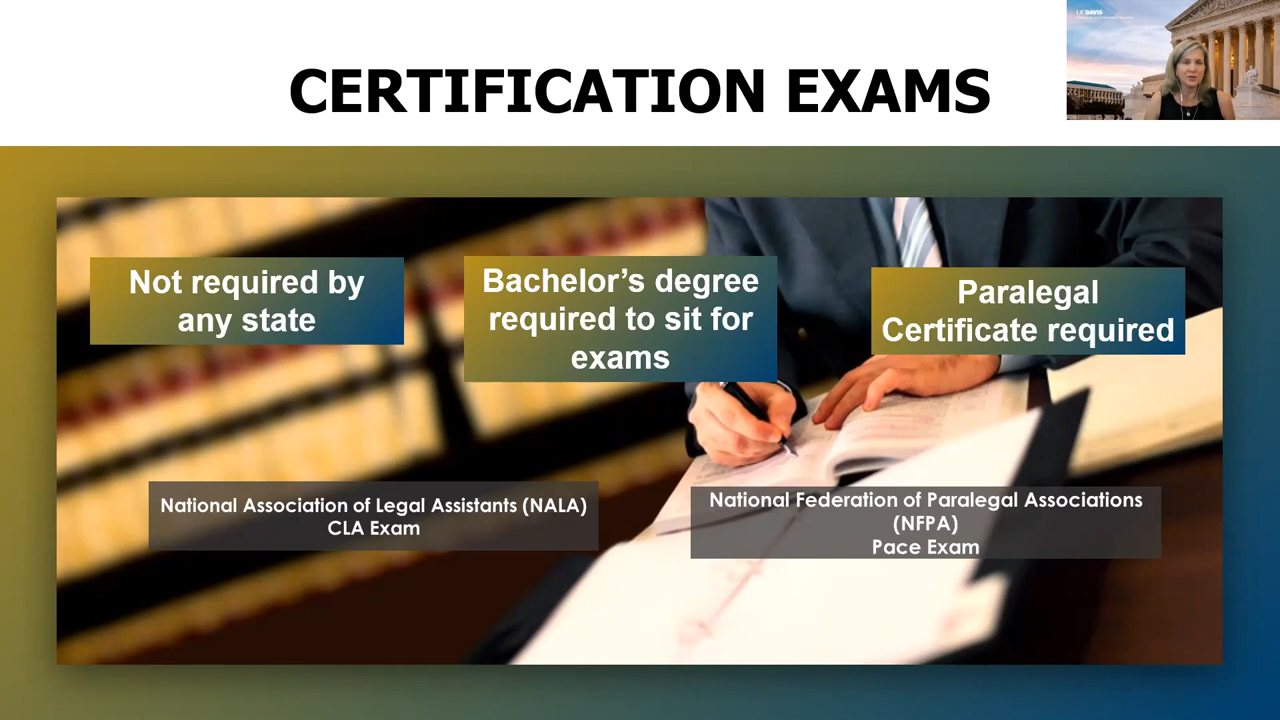 CERTIFICATION EXAMS
UCDAVIS
Not required by
any state
Bachelor’s degree
required to sit for
exams
Paralegal
Certificate required
National Association of Legal Assistants (NALA)
CLA Exam
National Federation of Paralegal Associations
(NFPA)
Pace Exam